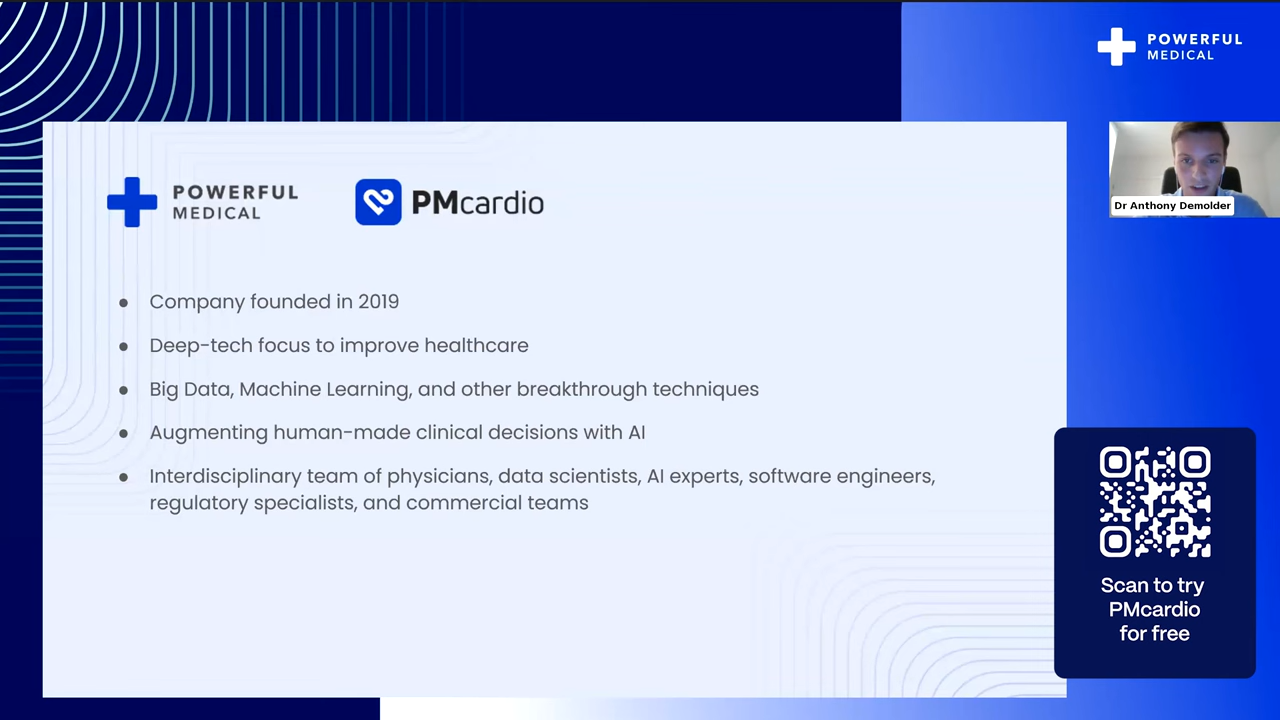 POWERFUL
MEDICAL
Dr Anthony Demolder
POWERFUL
MEDICAL
PMcardio
Company founded in 2019
Deep-tech focus to improve healthcare
Big Data, Machine Learning, and other breakthrough techniques
Augmenting human-made clinical decisions with AI
Interdisciplinary team of physicians, data scientists, AI experts, software engineers,
regulatory specialists, and commercial teams
Scan to try
PMcardio
for free